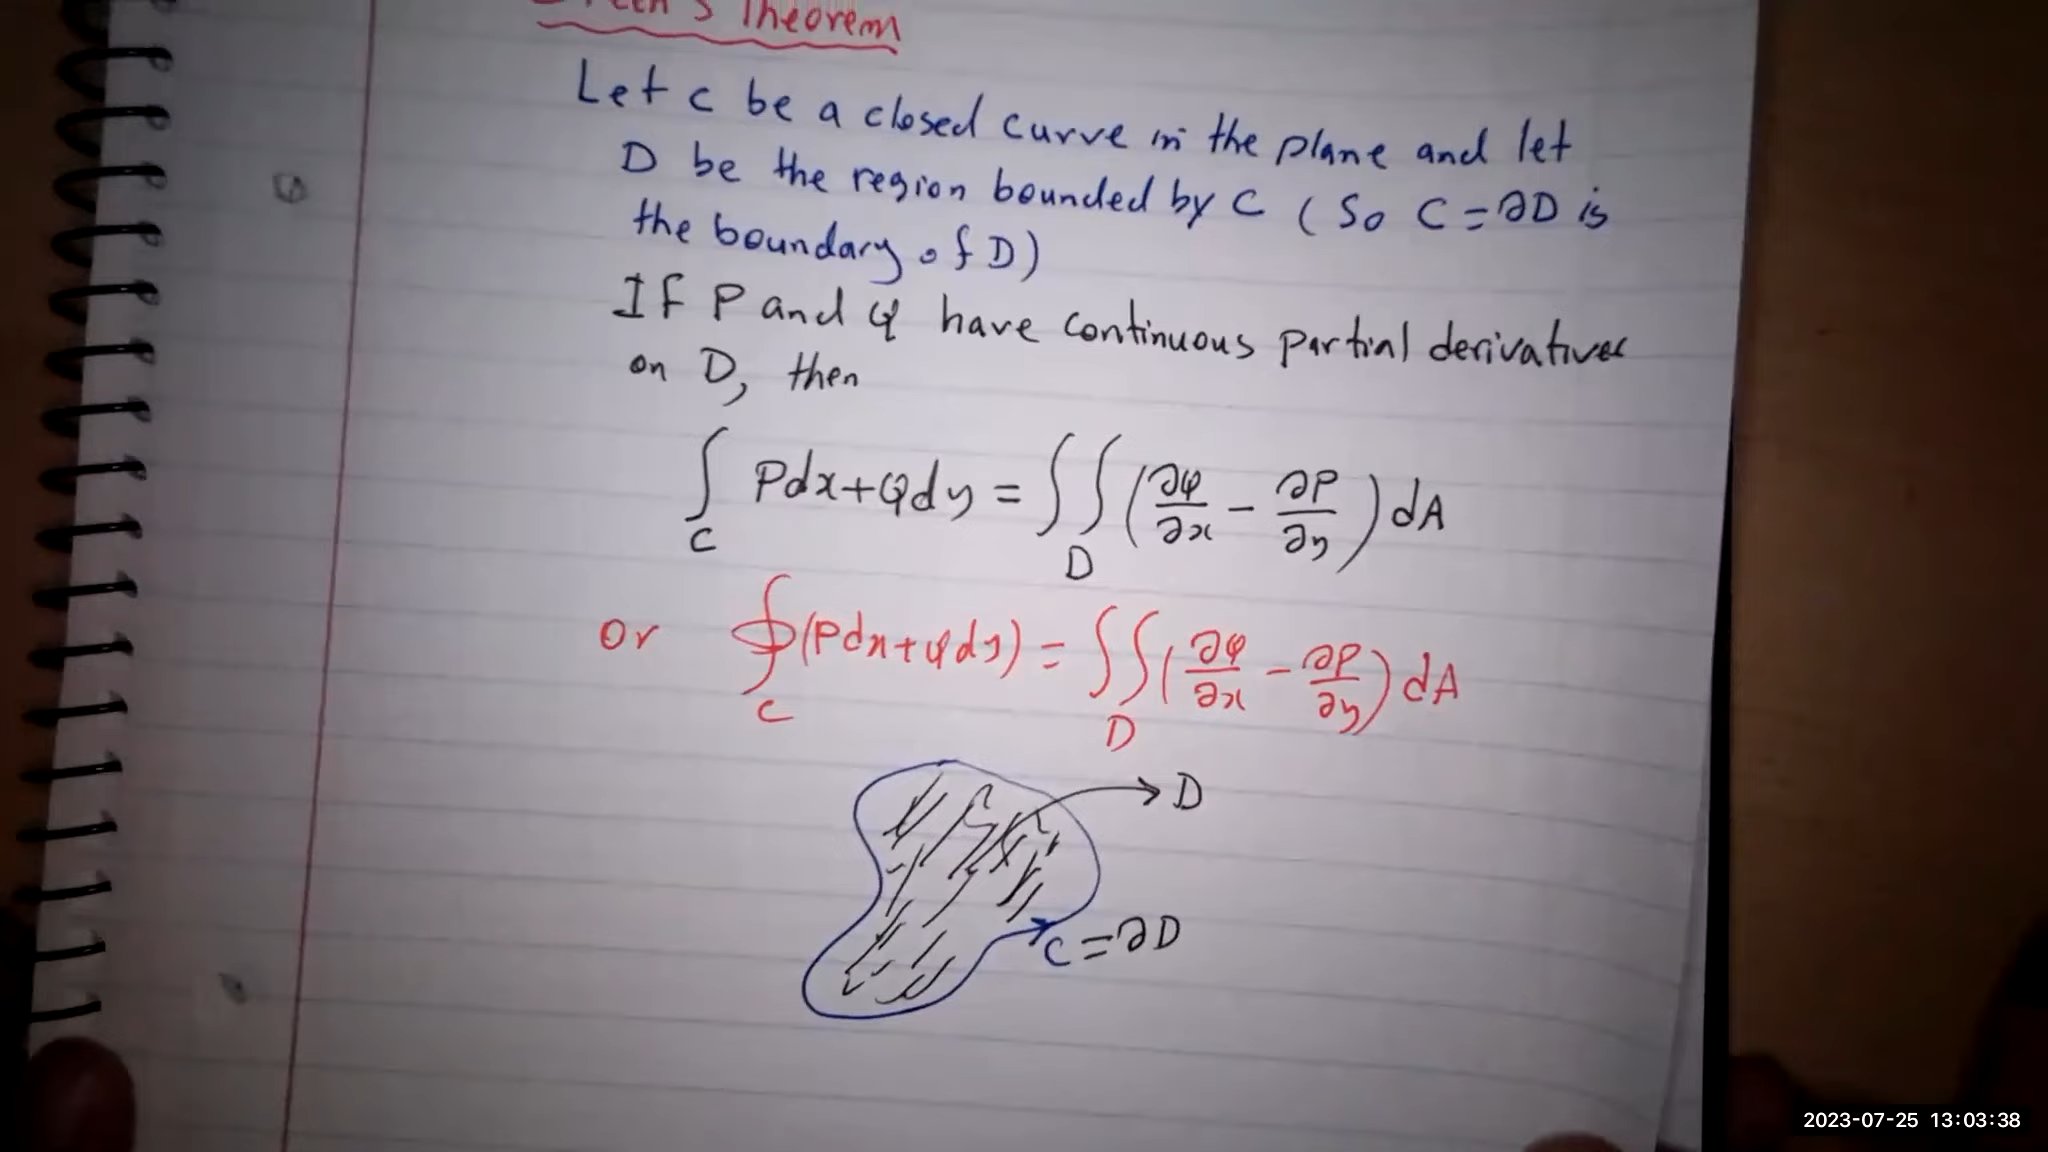 Green's Theorem
Let c be a closed curve in the plane and let
D be the region bounded by C (So C=∂D is
the boundary of D)
If P and Q have continuous partial derivatives
on D, then
∫_C Pdx+Qdy = ∫∫_D (∂Q/∂x - ∂P/∂y) dA
or ∮_C (Pdx+Qdy) = ∫∫_D (∂Q/∂x - ∂P/∂y) dA
D
C=∂D
2023-07-25 13:03:38